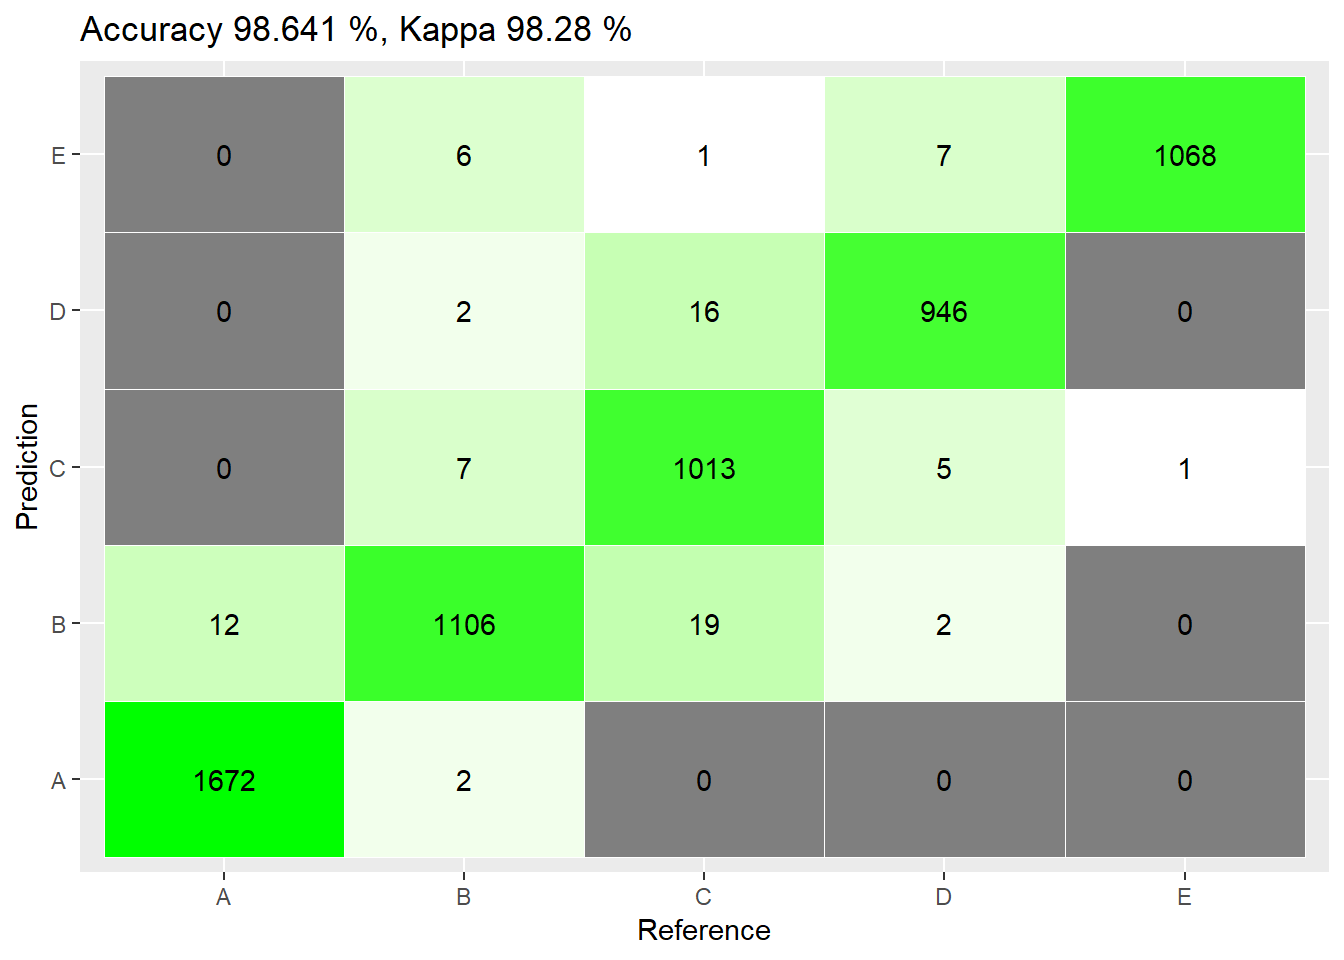 Accuracy 98.641 %, Kappa 98.28 %
E 0 6 1 7 1068
D 0 2 16 946 0
C 0 7 1013 5 1
B 12 1106 19 2 0
A 1672 2 0 0 0
Prediction
A B C D E
Reference